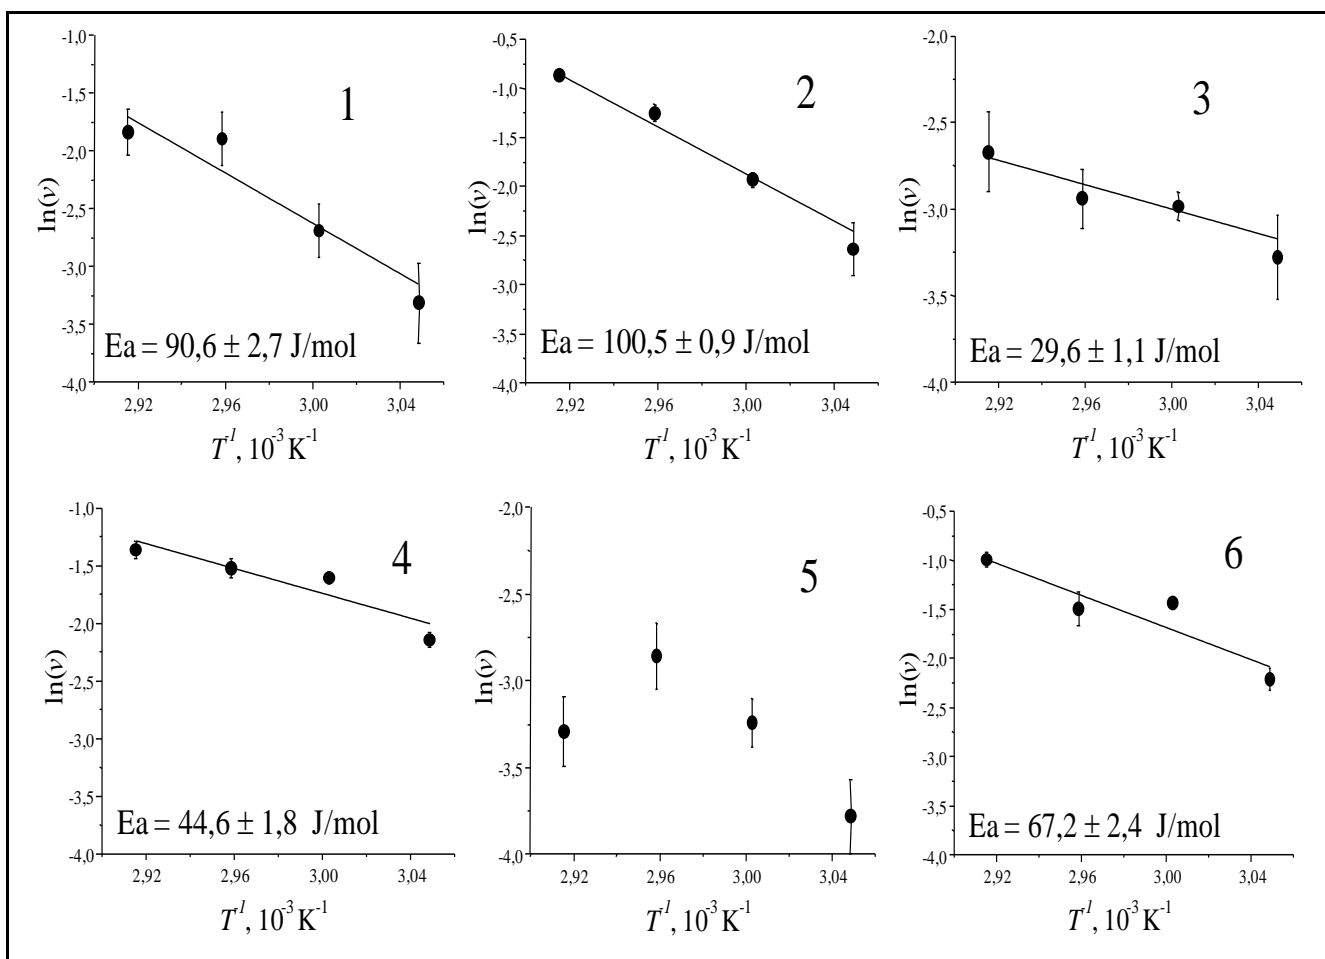 -1,0
-1,5
-2,0
-2,5
-3,0
-3,5
-4,0
ln(v)
1
Ea = 90,6 ± 2,7 J/mol
2,92 2,96 3,00 3,04
T⁻¹, 10⁻³ K⁻¹
-0,5
-1,0
-1,5
-2,0
-2,5
-3,0
-3,5
-4,0
ln(v)
2
Ea = 100,5 ± 0,9 J/mol
2,92 2,96 3,00 3,04
T⁻¹, 10⁻³ K⁻¹
-2,0
-2,5
-3,0
-3,5
-4,0
ln(v)
3
Ea = 29,6 ± 1,1 J/mol
2,92 2,96 3,00 3,04
T⁻¹, 10⁻³ K⁻¹
-1,0
-1,5
-2,0
-2,5
-3,0
-3,5
-4,0
ln(v)
4
Ea = 44,6 ± 1,8 J/mol
2,92 2,96 3,00 3,04
T⁻¹, 10⁻³ K⁻¹
-2,0
-2,5
-3,0
-3,5
-4,0
ln(v)
5
2,92 2,96 3,00 3,04
T⁻¹, 10⁻³ K⁻¹
-0,5
-1,0
-1,5
-2,0
-2,5
-3,0
-3,5
-4,0
ln(v)
6
Ea = 67,2 ± 2,4 J/mol
2,92 2,96 3,00 3,04
T⁻¹, 10⁻³ K⁻¹